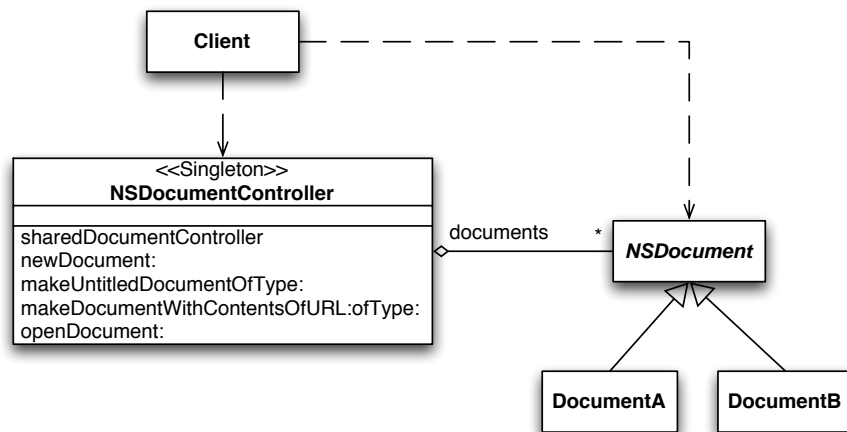 Client
<<Singleton>>
NSDocumentController
sharedDocumentController
newDocument:
makeUntitledDocumentOfType:
makeDocumentWithContentsOfURL:ofType:
openDocument:
documents
*
NSDocument
DocumentA
DocumentB